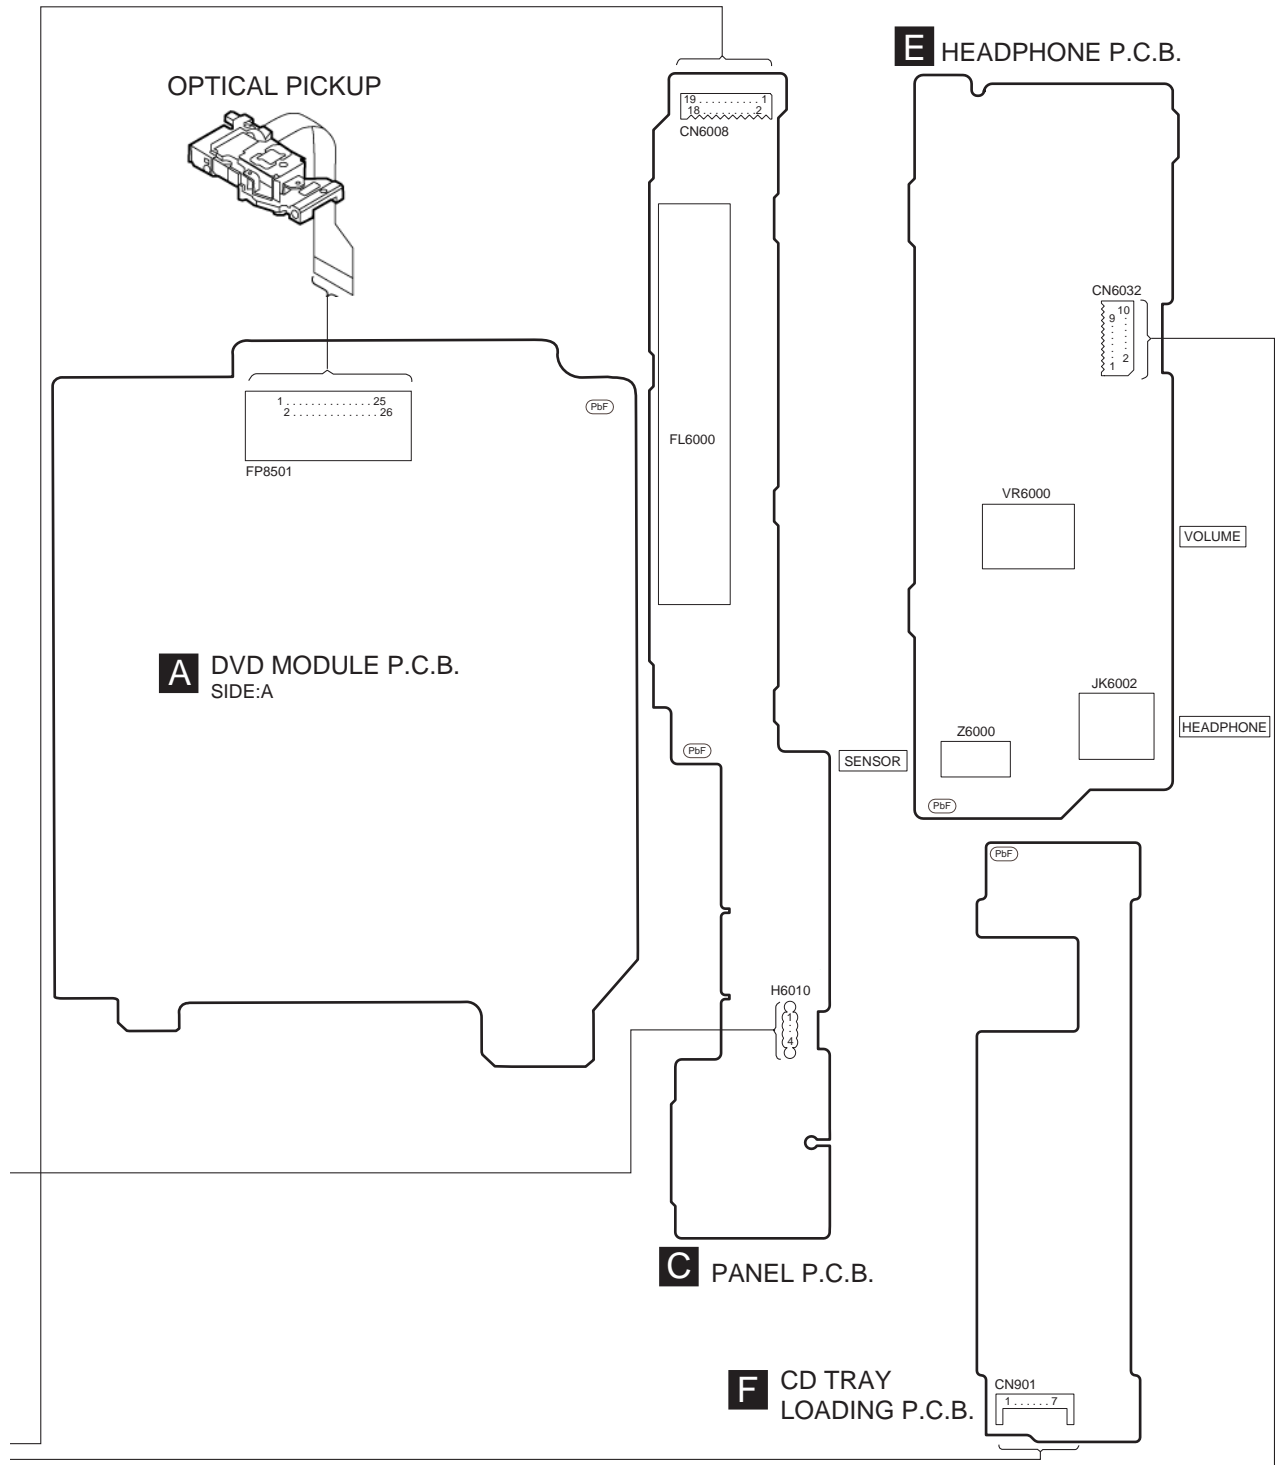 OPTICAL PICKUP
E HEADPHONE P.C.B.
19 . . . . . . . . . . 1
18 . . . . . . . . 2
CN6008
CN6032
10
9
2
1
1 . . . . . . . . . . . . . . 25
2 . . . . . . . . . . . . . . 26
PbF
FP8501
FL6000
VR6000
VOLUME
A DVD MODULE P.C.B.
SIDE:A
JK6002
HEADPHONE
Z6000
PbF
SENSOR
PbF
PbF
H6010
1
4
C PANEL P.C.B.
F CD TRAY
LOADING P.C.B.
CN901
1 . . . . . . 7